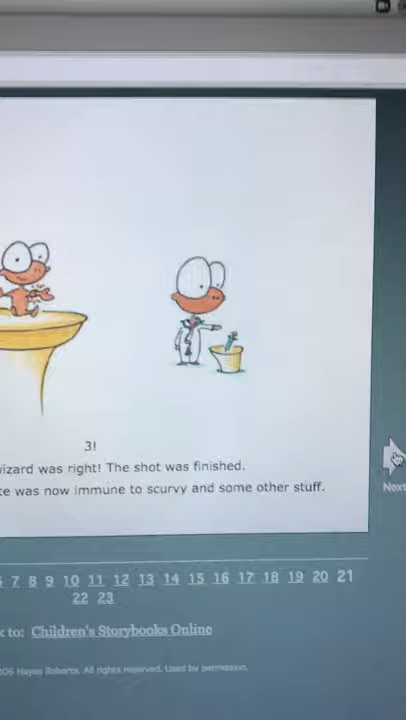 3!
wizard was right! The shot was finished.
was now immune to scurvy and some other stuff.
Next
7 8 9 10 11 12 13 14 15 16 17 18 19 20 21
22 23
to: Children's Storybooks Online
Hayes Roberts. All rights reserved. Used by permission.